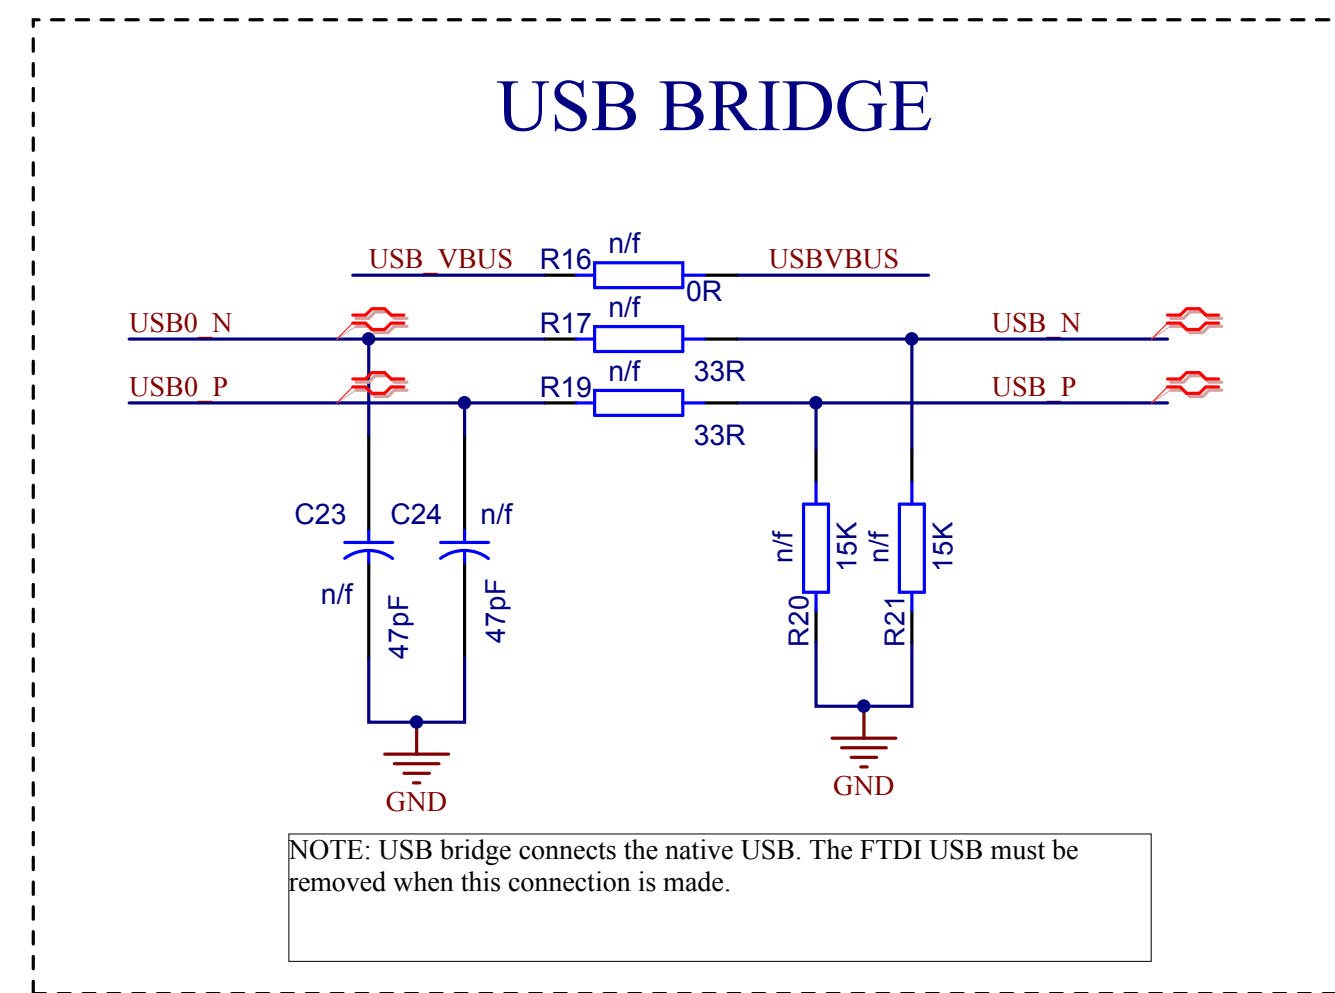 USB BRIDGE
n/f
USB_VBUS R16 USBVBUS
0R
n/f
USB0_N R17 USB_N
33R
n/f
USB0_P R19 USB_P
33R
C23 C24 n/f
n/f
47pF
47pF
n/f
15K
n/f
15K
R20
R21
GND
GND
NOTE: USB bridge connects the native USB. The FTDI USB must be
removed when this connection is made.